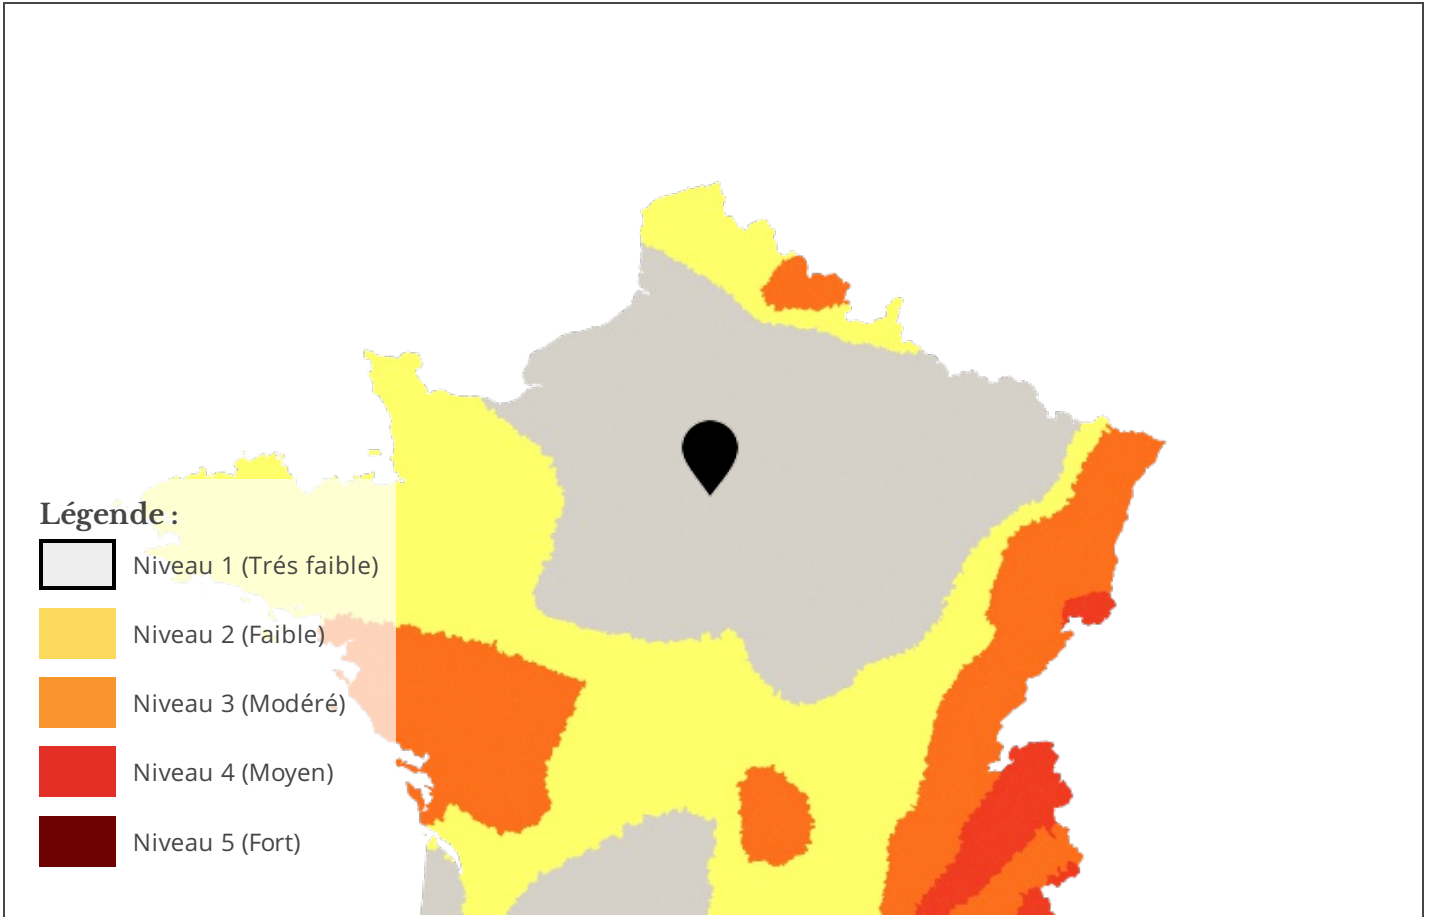 Légende :
Niveau 1 (Trés faible)
Niveau 2 (Faible)
Niveau 3 (Modéré)
Niveau 4 (Moyen)
Niveau 5 (Fort)